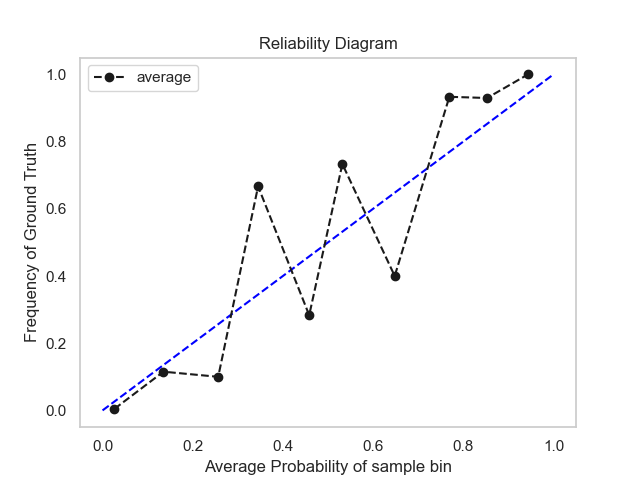 Reliability Diagram
average
Frequency of Ground Truth
1.0
0.8
0.6
0.4
0.2
0.0
0.0 0.2 0.4 0.6 0.8 1.0
Average Probability of sample bin